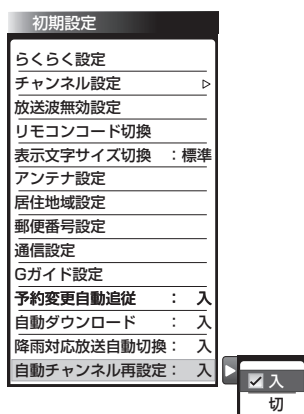 初期設定
らくらく設定
チャンネル設定 ▷
放送波無効設定
リモコンコード切換
表示文字サイズ切換 ：標準
アンテナ設定
居住地域設定
郵便番号設定
通信設定
Gガイド設定
予約変更自動追従 ： 入
自動ダウンロード ： 入
降雨対応放送自動切換： 入
自動チャンネル再設定： 入
入
切